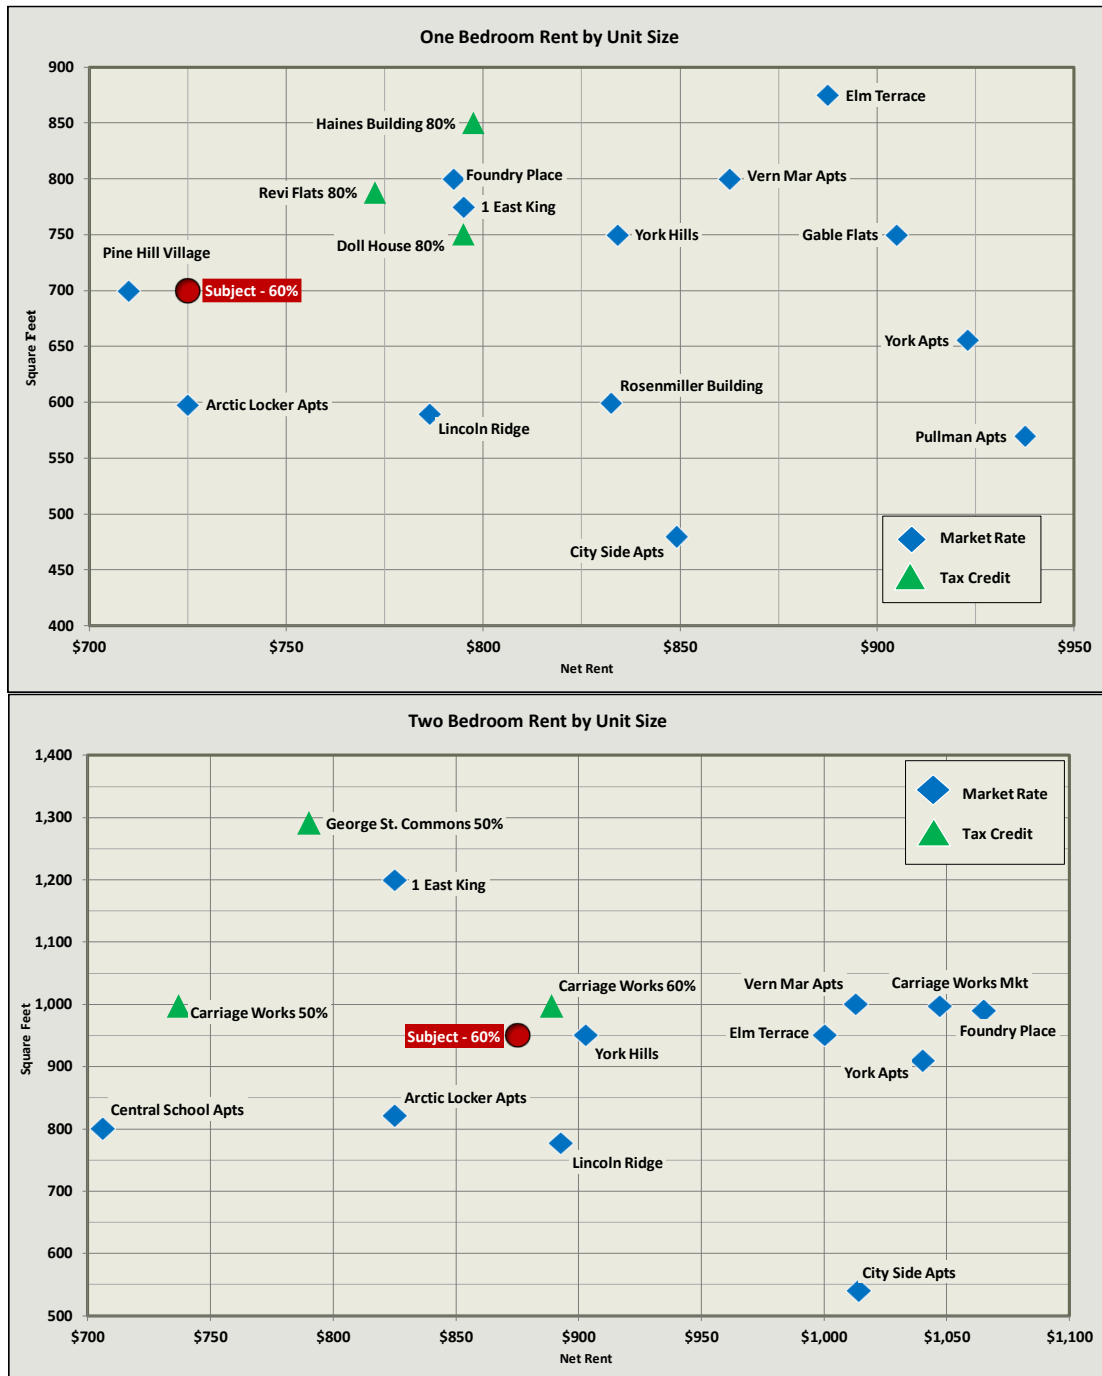 One Bedroom Rent by Unit Size
900
Elm Terrace
850
Haines Building 80%
800
Foundry Place
Vern Mar Apts
Revi Flats 80%
1 East King
750
Doll House 80%
York Hills
Gable Flats
Pine Hill Village
700
Subject - 60%
Square Feet
650
York Apts
600
Arctic Locker Apts
Rosenmiller Building
Lincoln Ridge
Pullman Apts
550
500
City Side Apts
Market Rate
Tax Credit
450
400
$700
$750
$800
$850
$900
$950
Net Rent
Two Bedroom Rent by Unit Size
1,400
Market Rate
Tax Credit
1,300
George St. Commons 50%
1,200
1 East King
1,100
Carriage Works 60%
Vern Mar Apts
Carriage Works Mkt
1,000
Carriage Works 50%
Subject - 60%
Elm Terrace
Foundry Place
York Hills
Square Feet
900
York Apts
Central School Apts
Arctic Locker Apts
800
Lincoln Ridge
700
600
City Side Apts
500
$700
$750
$800
$850
$900
$950
$1,000
$1,050
$1,100
Net Rent